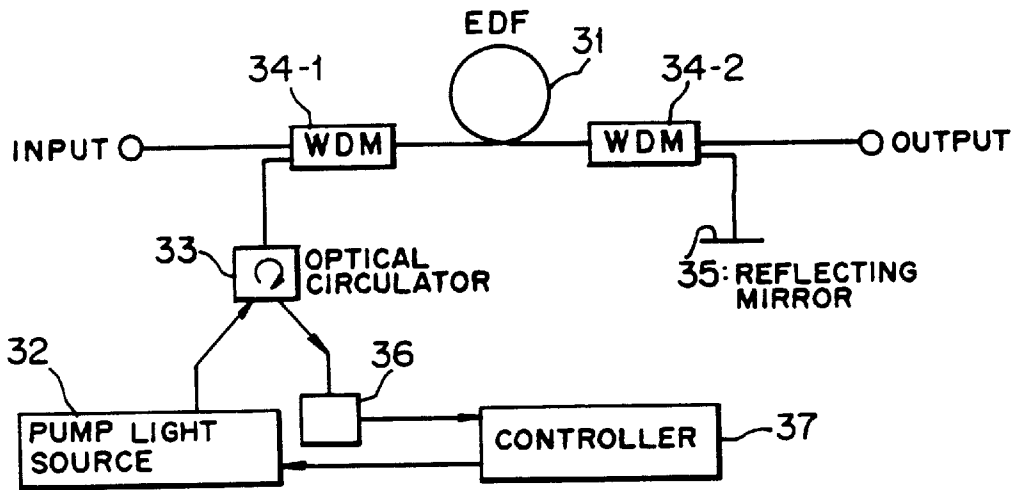 EDF
31
34-1
34-2
INPUT
WDM
WDM
OUTPUT
33
OPTICAL
CIRCULATOR
35: REFLECTING
MIRROR
32
36
PUMP LIGHT
SOURCE
CONTROLLER
37